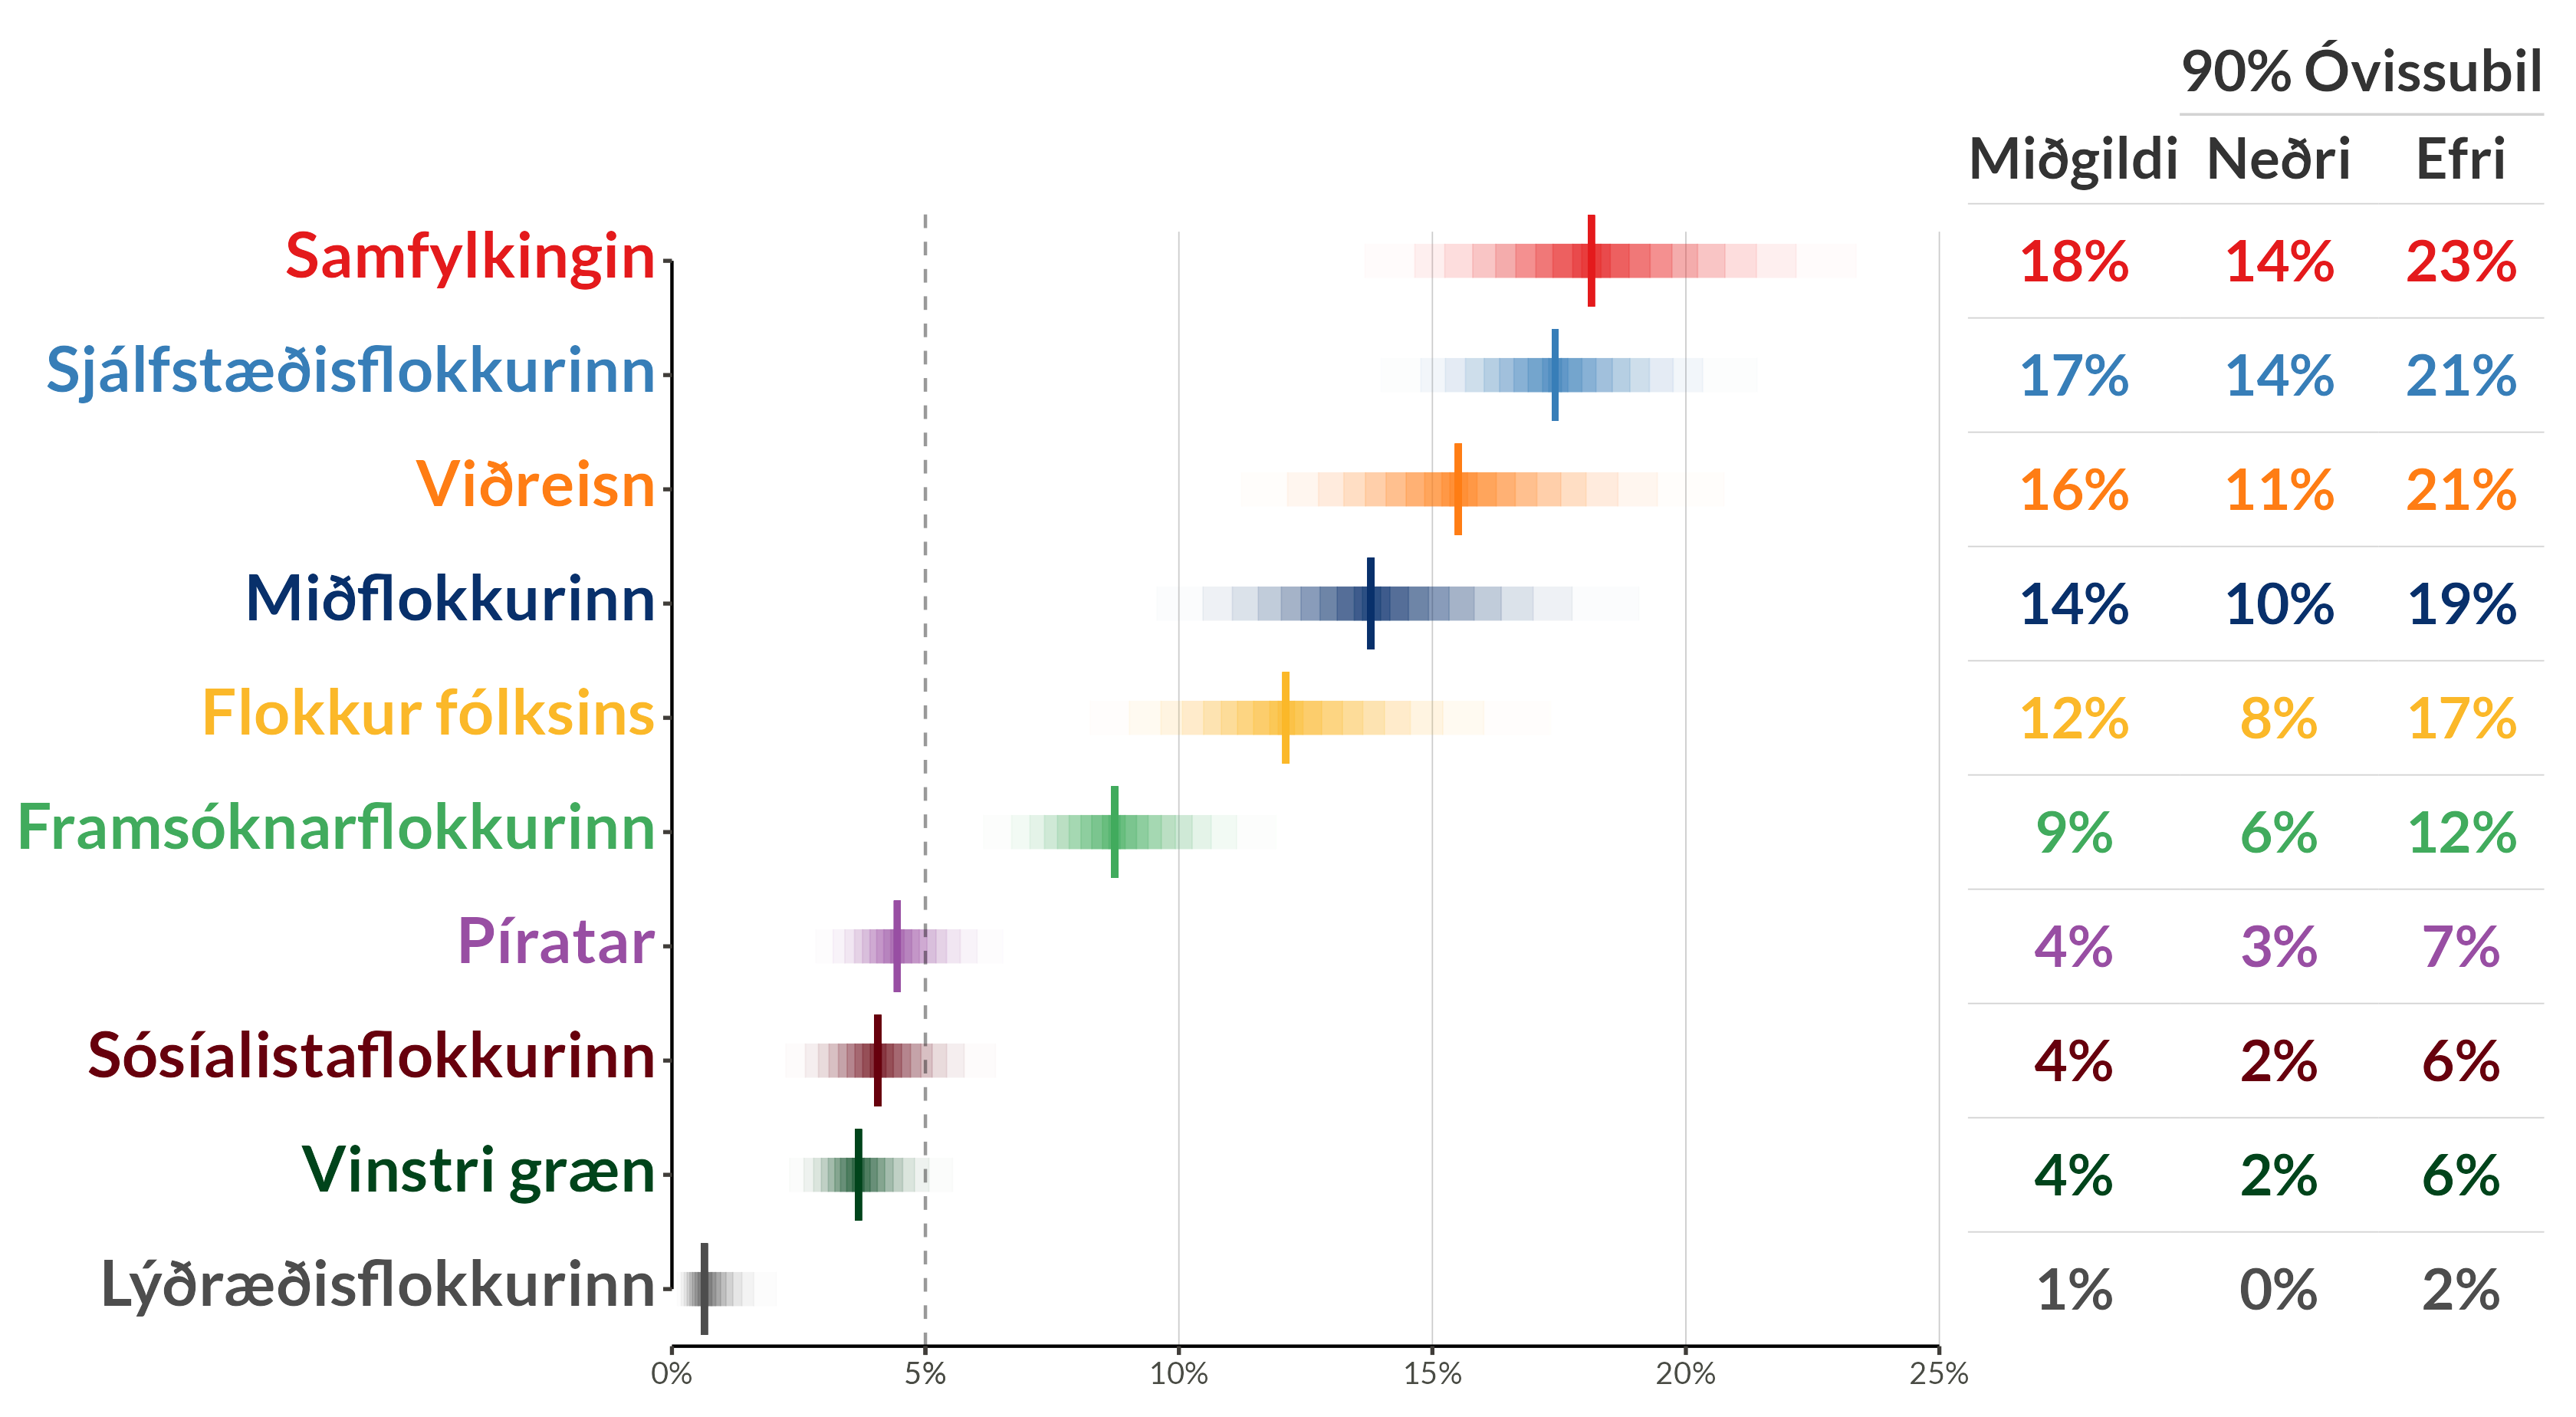 90% Óvissubil
Miðgildi Neðri Efri
Samfylkingin 18% 14% 23%
Sjálfstæðisflokkurinn 17% 14% 21%
Viðreisn 16% 11% 21%
Miðflokkurinn 14% 10% 19%
Flokkur fólksins 12% 8% 17%
Framsóknarflokkurinn 9% 6% 12%
Píratar 4% 3% 7%
Sósíalistaflokkurinn 4% 2% 6%
Vinstri græn 4% 2% 6%
Lýðræðisflokkurinn 1% 0% 2%
0% 5% 10% 15% 20% 25%